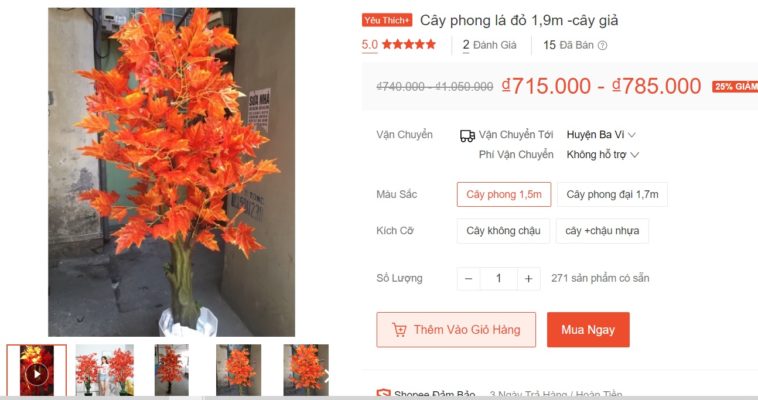 Yêu Thích+ Cây phong lá đỏ 1,9m -cây giả
5.0 2 Đánh Giá 15 Đã Bán
₫740.000 - ₫1.050.000 ₫715.000 - ₫785.000 25% GIẢM
Vận Chuyển Vận Chuyển Tới Huyện Ba Vì
Phí Vận Chuyển Không hỗ trợ
Màu Sắc Cây phong 1,5m Cây phong đại 1,7m
Kích Cỡ Cây không chậu cây +chậu nhựa
Số Lượng − 1 + 271 sản phẩm có sẵn
Thêm Vào Giỏ Hàng Mua Ngay
Shopee Đảm Bảo 3 Ngày Trả Hàng / Hoàn Tiền
SỬA NHÀ